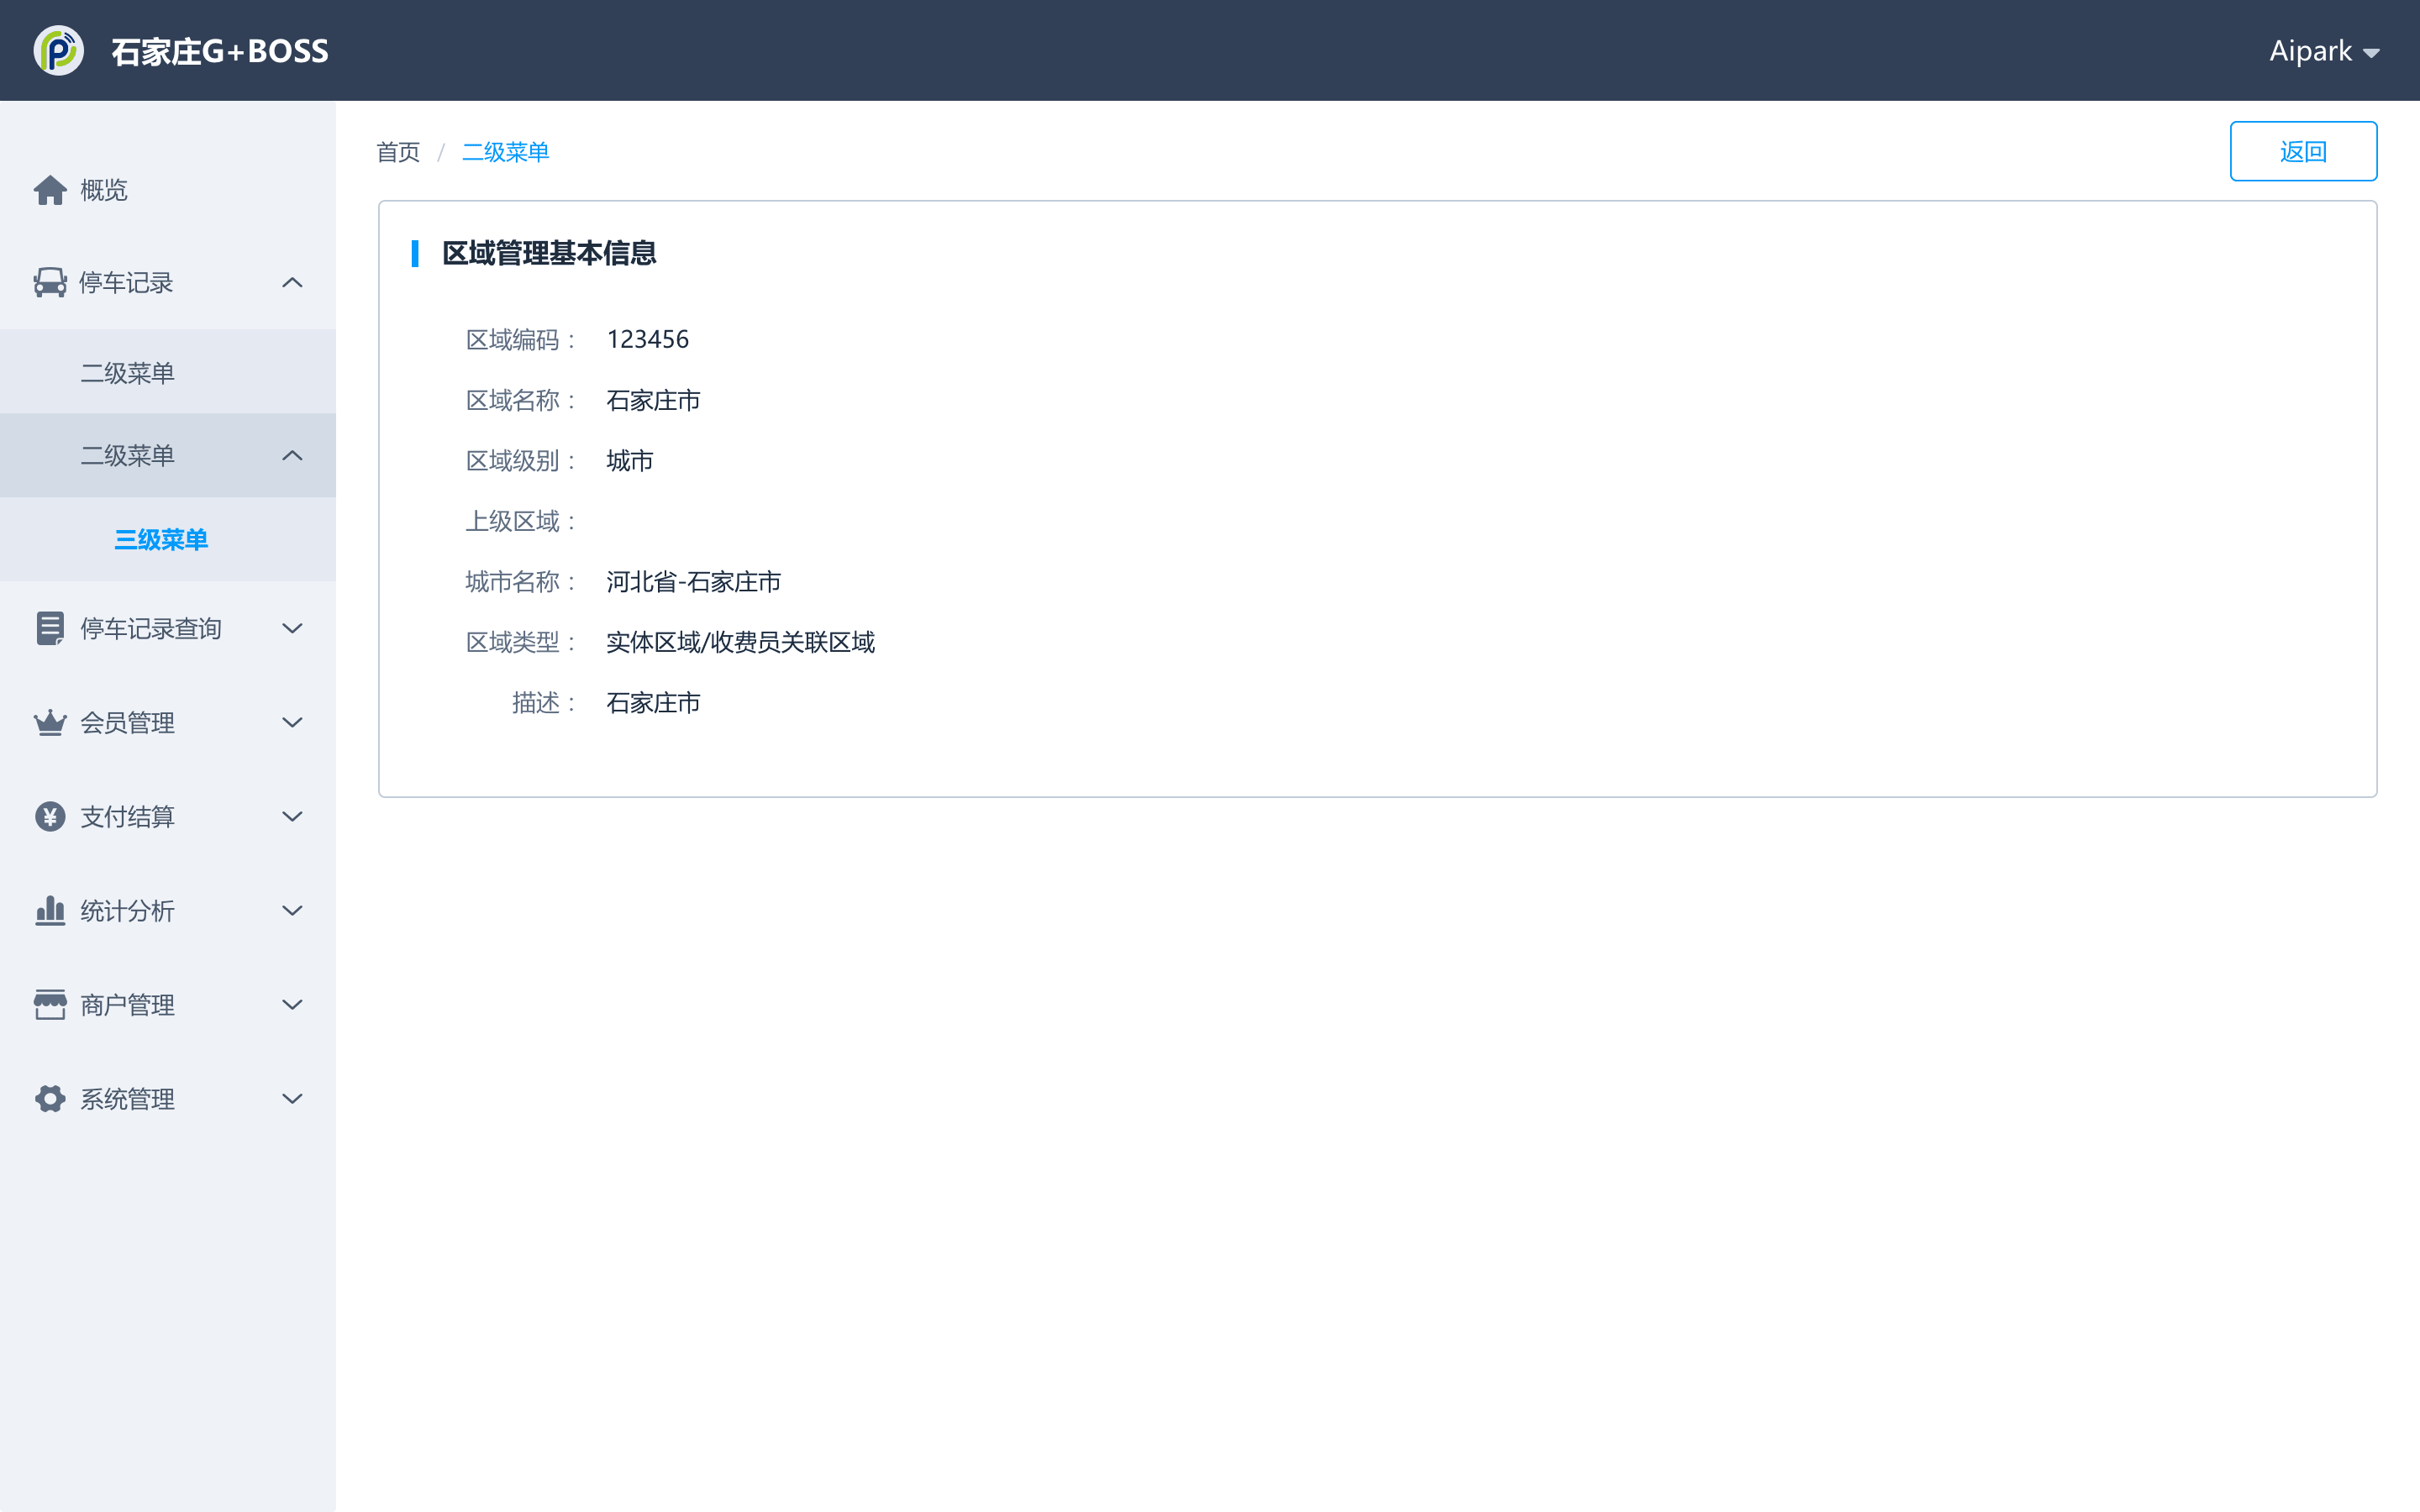 石家庄G+BOSS
Aipark
首页 / 二级菜单
返回
概览
停车记录
二级菜单
二级菜单
三级菜单
停车记录查询
会员管理
支付结算
统计分析
商户管理
系统管理
区域管理基本信息
区域编码： 123456
区域名称： 石家庄市
区域级别： 城市
上级区域：
城市名称： 河北省-石家庄市
区域类型： 实体区域/收费员关联区域
描述： 石家庄市